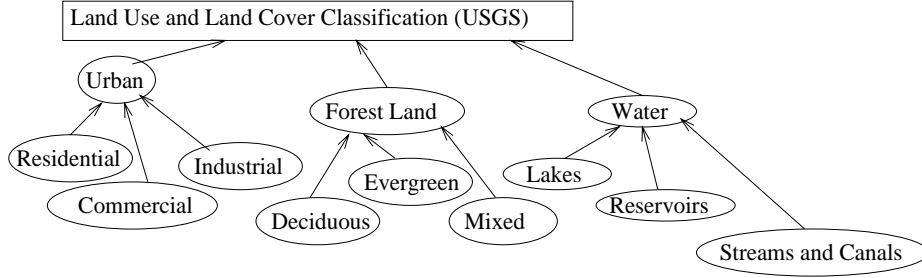 Land Use and Land Cover Classification (USGS)
Urban
Forest Land
Water
Residential
Industrial
Commercial
Evergreen
Deciduous
Mixed
Lakes
Reservoirs
Streams and Canals